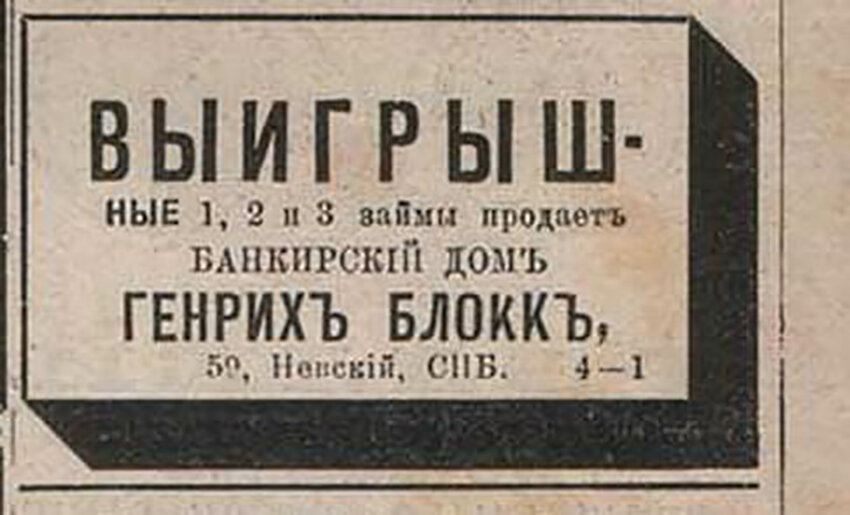 ВЫИГРЫШ-
НЫЕ 1, 2 и 3 займы продаетъ
БАНКИРСКІЙ ДОМЪ
ГЕНРИХЪ БЛОККЪ,
59, Невскій, СПБ. 4—1